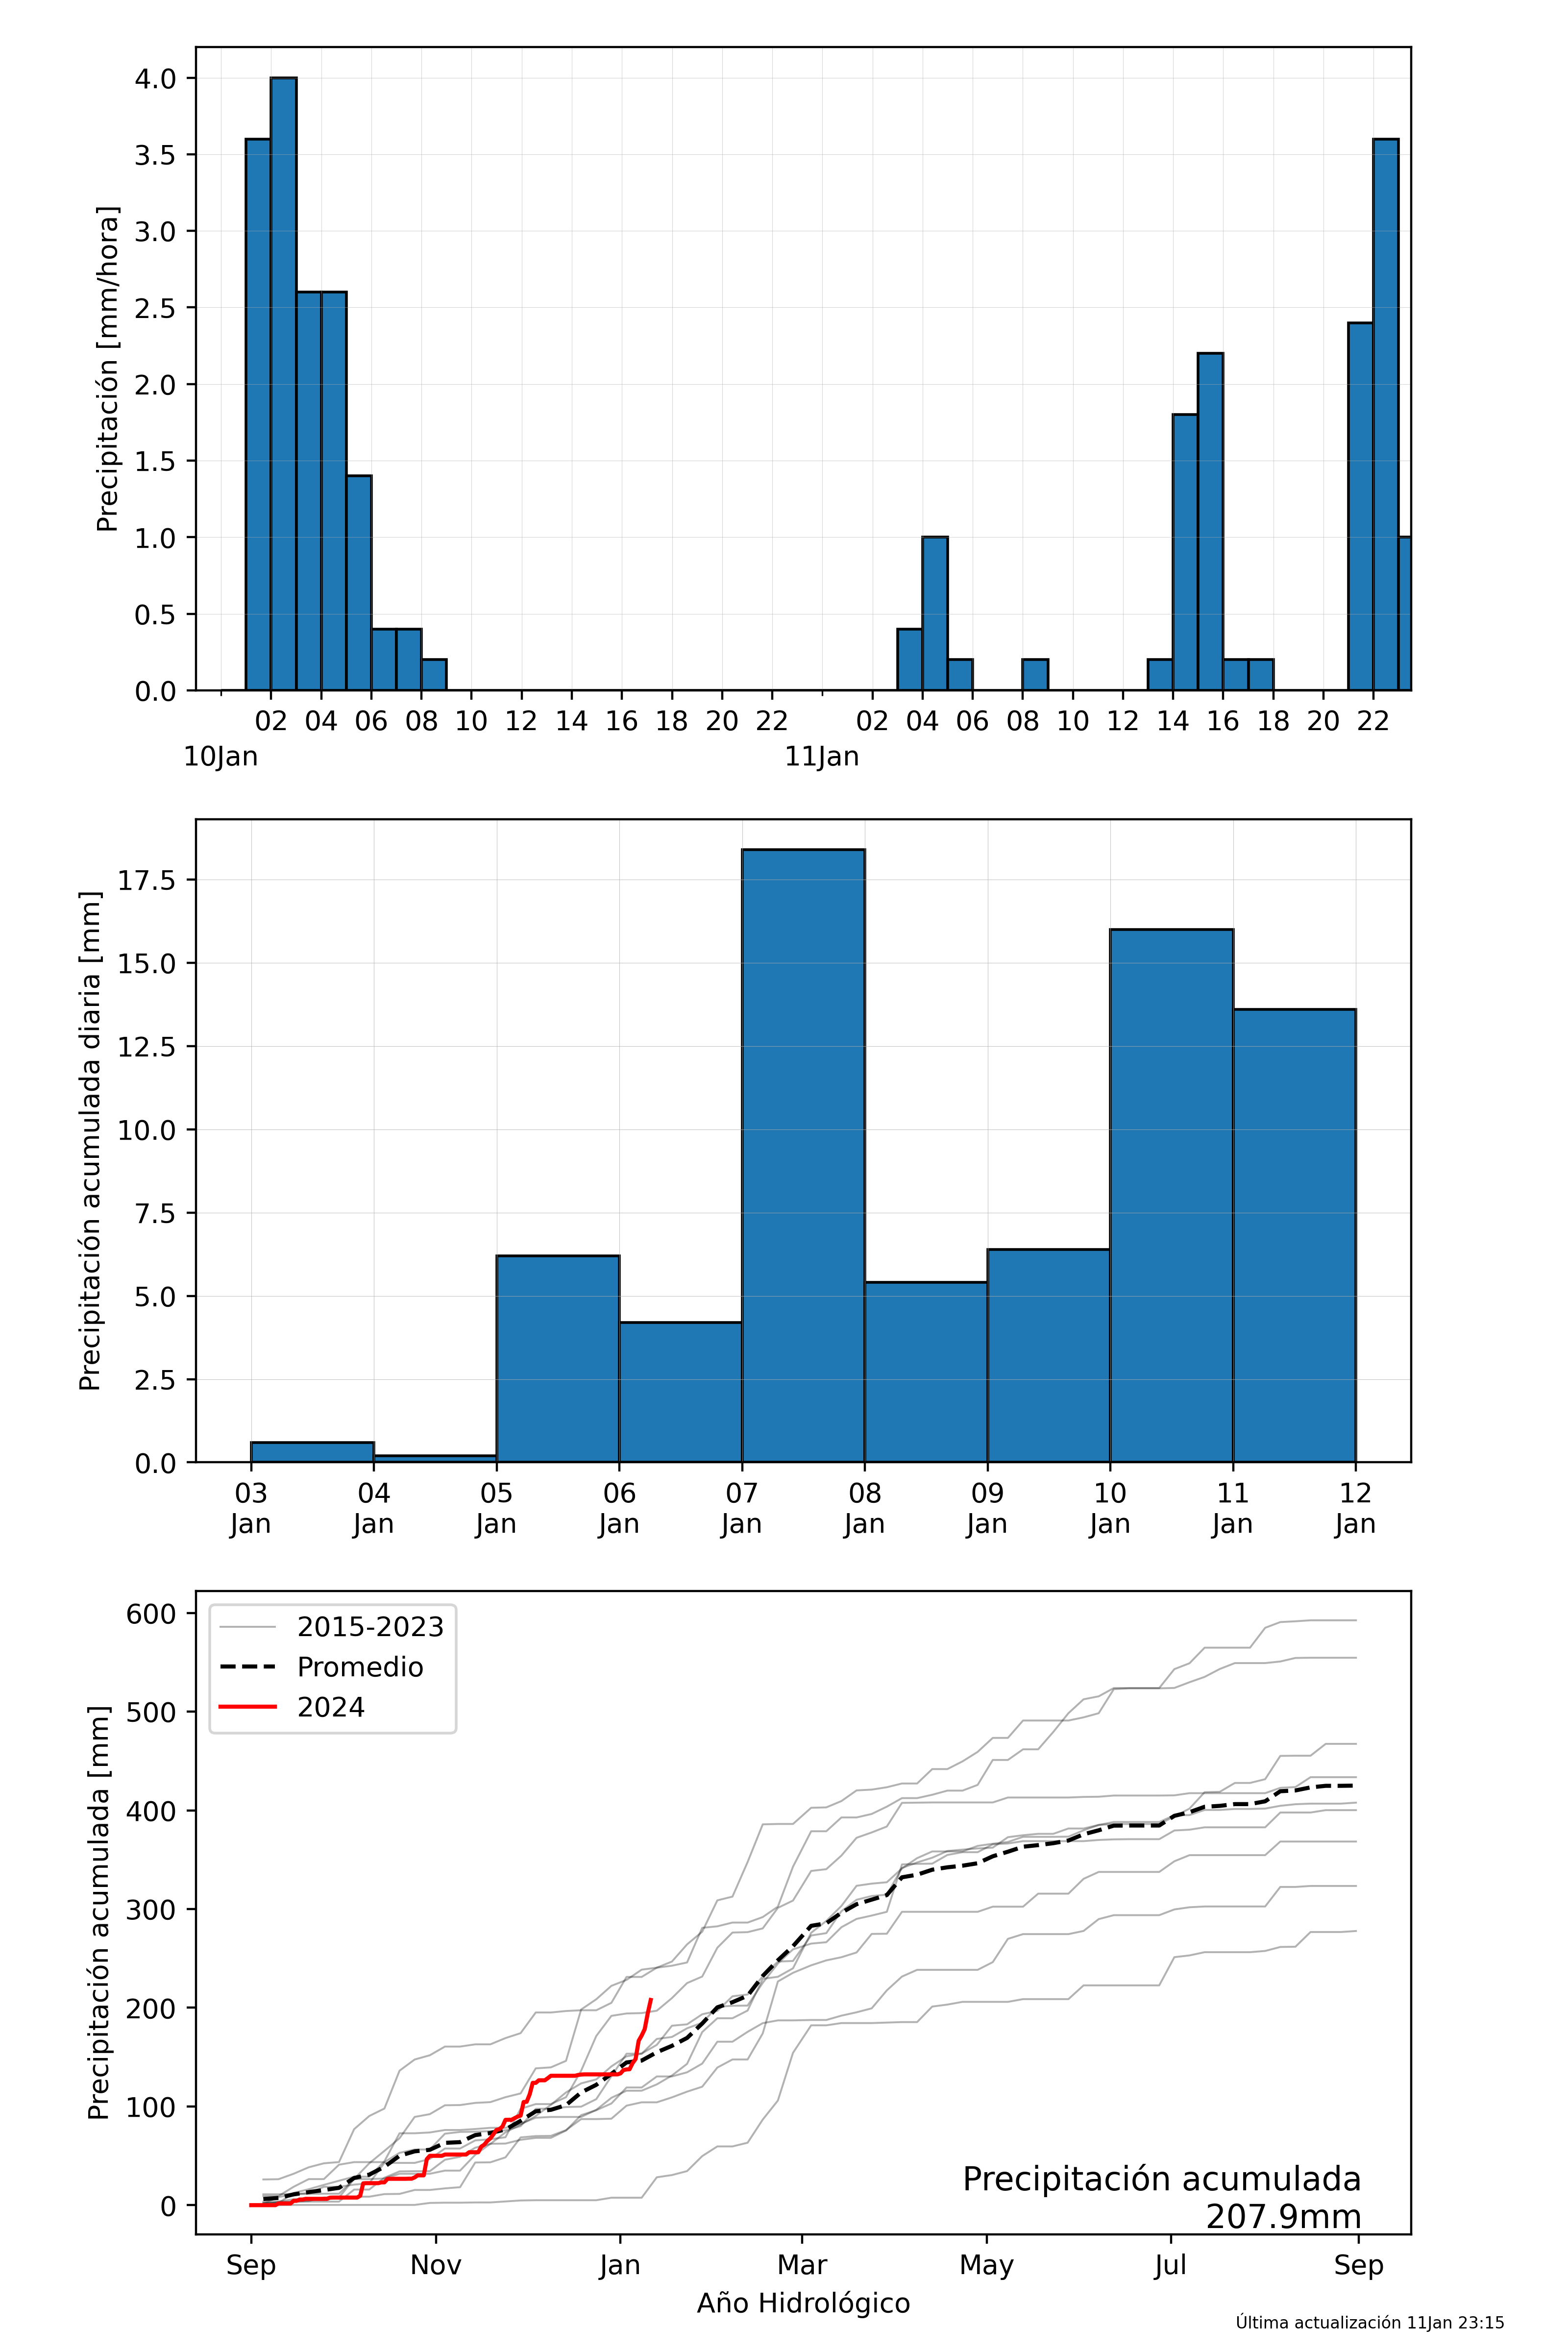 Precipitación [mm/hora]
4.0
3.5
3.0
2.5
2.0
1.5
1.0
0.5
0.0
02 04 06 08 10 12 14 16 18 20 22 02 04 06 08 10 12 14 16 18 20 22
10Jan 11Jan
Precipitación acumulada diaria [mm]
17.5
15.0
12.5
10.0
7.5
5.0
2.5
0.0
03 04 05 06 07 08 09 10 11 12
Jan Jan Jan Jan Jan Jan Jan Jan Jan Jan
Precipitación acumulada [mm]
600
500
400
300
200
100
0
2015-2023
Promedio
2024
Precipitación acumulada
207.9mm
Sep Nov Jan Mar May Jul Sep
Año Hidrológico
Última actualización 11Jan 23:15